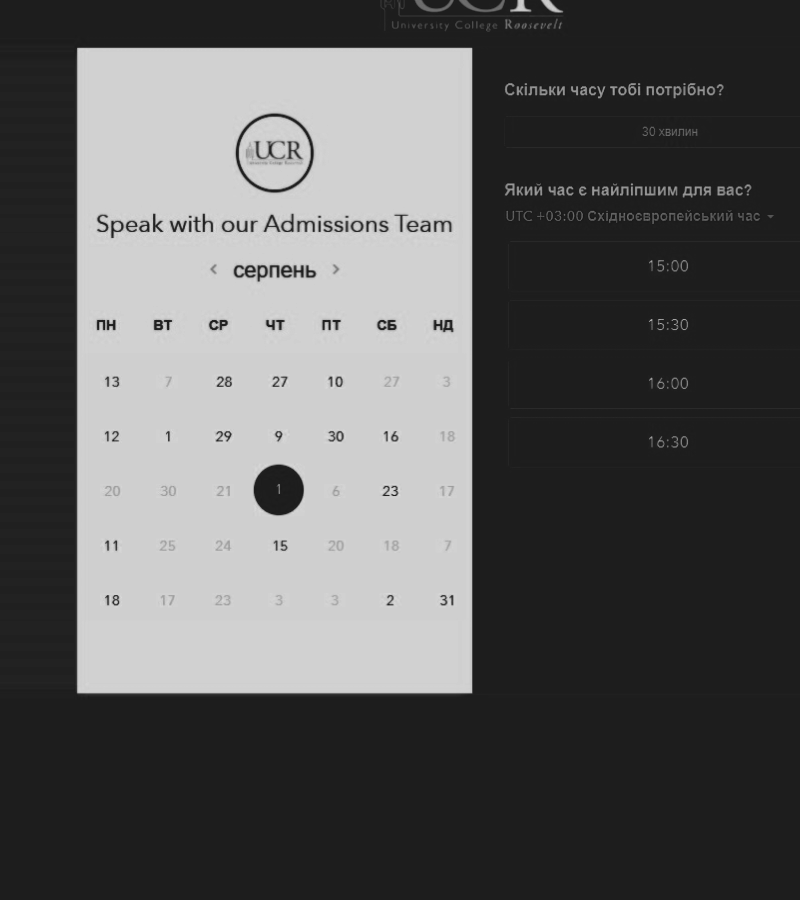 UCR
University College Roosevelt
UCR
Speak with our Admissions Team
‹ серпень ›
ПН ВТ СР ЧТ ПТ СБ НД
13 7 28 27 10 27 3
12 1 29 9 30 16 18
20 30 21 1 6 23 17
11 25 24 15 20 18 7
18 17 23 3 3 2 31
Скільки часу тобі потрібно?
30 хвилин
Який час є найліпшим для вас?
UTC +03:00 Східноєвропейський час
15:00
15:30
16:00
16:30